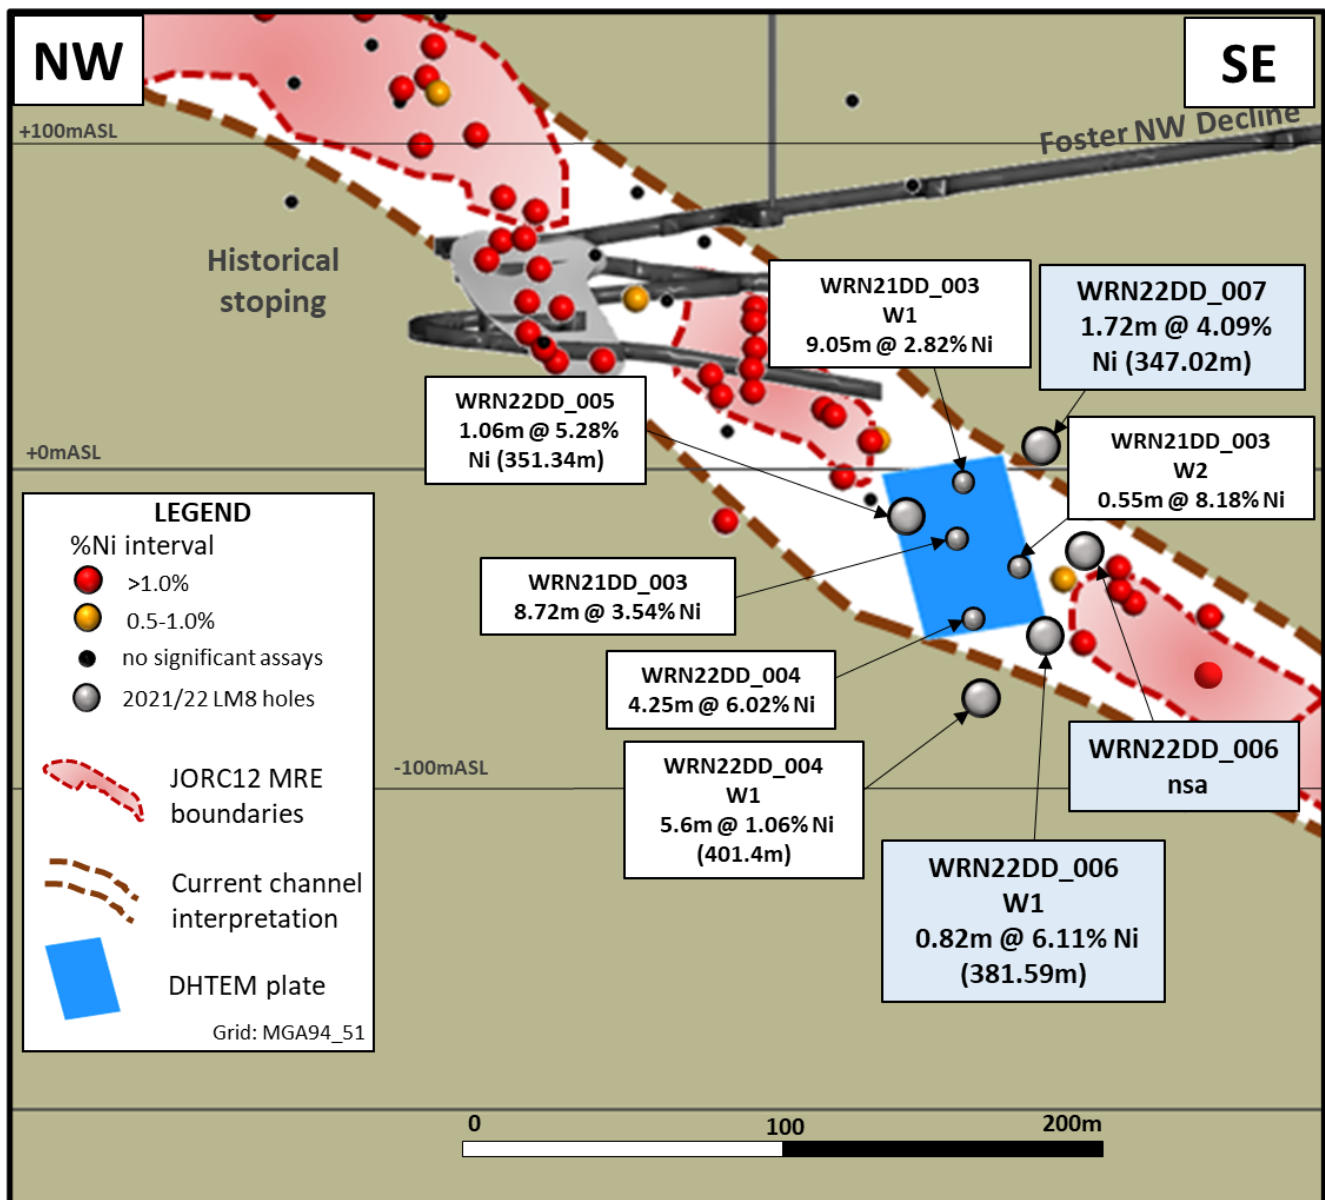 NW
SE
+100mASL
Foster NW Decline
Historical
stoping
WRN21DD_003
W1
9.05m @ 2.82% Ni
WRN22DD_007
1.72m @ 4.09%
Ni (347.02m)
WRN22DD_005
1.06m @ 5.28%
Ni (351.34m)
+0mASL
WRN21DD_003
W2
0.55m @ 8.18% Ni
LEGEND
%Ni interval
>1.0%
0.5-1.0%
no significant assays
2021/22 LM8 holes
JORC12 MRE
boundaries
Current channel
interpretation
DHTEM plate
Grid: MGA94_51
WRN21DD_003
8.72m @ 3.54% Ni
WRN22DD_004
4.25m @ 6.02% Ni
-100mASL
WRN22DD_004
W1
5.6m @ 1.06% Ni
(401.4m)
WRN22DD_006
nsa
WRN22DD_006
W1
0.82m @ 6.11% Ni
(381.59m)
0
100
200m